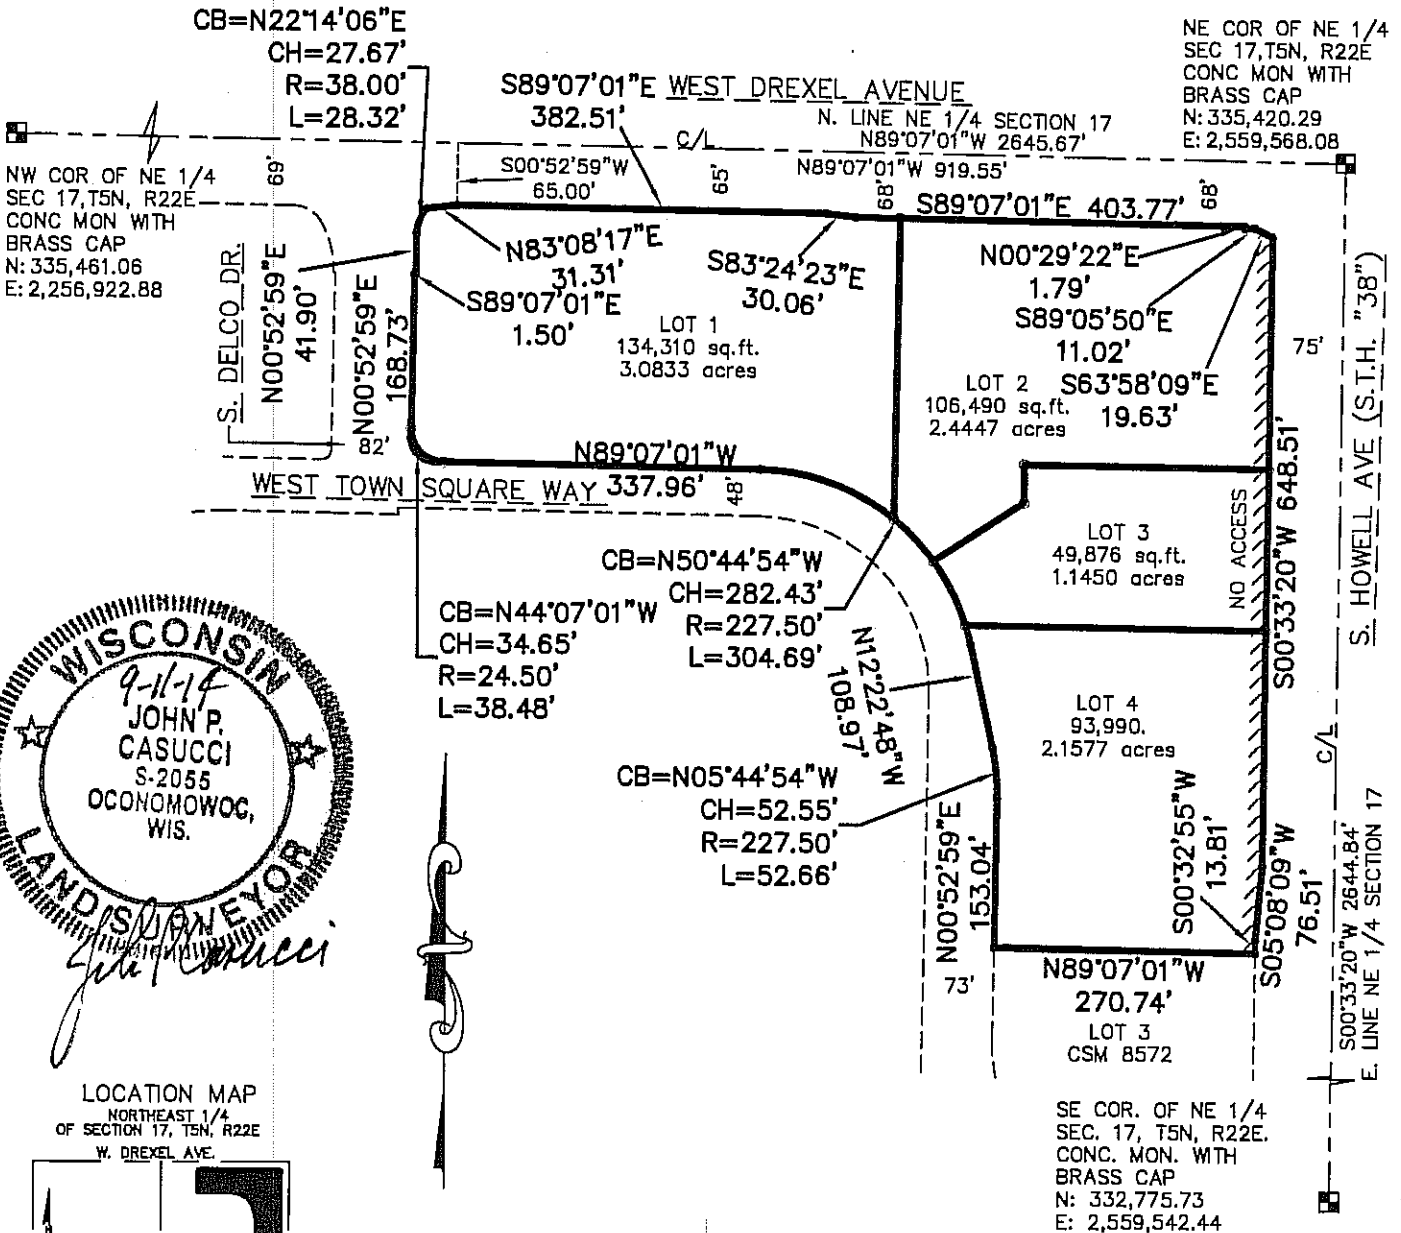 CB=N22°14'06"E
CH=27.67'
R=38.00'
L=28.32'
NE COR OF NE 1/4
SEC 17,T5N, R22E
CONC MON WITH
BRASS CAP
N: 335,420.29
E: 2,559,568.08
S89°07'01"E WEST DREXEL AVENUE
382.51'
N. LINE NE 1/4 SECTION 17
C/L
N89°07'01"W 2645.67'
NW COR OF NE 1/4
SEC 17,T5N, R22E
CONC MON WITH
BRASS CAP
N: 335,461.06
E: 2,256,922.88
69'
S00°52'59"W
65.00'
65'
N89°07'01"W 919.55'
68'
S89°07'01"E 403.77'
68'
S. DELCO DR.
N00°52'59"E
41.90'
N00°52'59"E
168.73'
82'
N83°08'17"E
31.31'
S89°07'01"E
1.50'
S83°24'23"E
30.06'
LOT 1
134,310 sq.ft.
3.0833 acres
N00°29'22"E
1.79'
S89°05'50"E
11.02'
S63°58'09"E
19.63'
LOT 2
106,490 sq.ft.
2.4447 acres
75'
S. HOWELL AVE (S.T.H. "38")
N89°07'01"W
337.96'
WEST TOWN SQUARE WAY
48'
LOT 3
49,876 sq.ft.
1.1450 acres
NO ACCESS
S00°33'20"W 648.51'
CB=N50°44'54"W
CH=282.43'
R=227.50'
L=304.69'
CB=N44°07'01"W
CH=34.65'
R=24.50'
L=38.48'
N12°22'48"W
108.97'
LOT 4
93,990.
2.1577 acres
C/L
CB=N05°44'54"W
CH=52.55'
R=227.50'
L=52.66'
N00°52'59"E
153.04'
S00°32'55"W
13.81'
S05°08'09"W
76.51'
S00°33'20"W 2644.84'
E. LINE NE 1/4 SECTION 17
73'
N89°07'01"W
270.74'
LOT 3
CSM 8572
WISCONSIN
9-11-14
JOHN P.
CASUCCI
S-2055
OCONOMOWOC,
WIS.
LAND SURVEYOR
John P Casucci
SE COR. OF NE 1/4
SEC. 17, T5N, R22E.
CONC. MON. WITH
BRASS CAP
N: 332,775.73
E: 2,559,542.44
LOCATION MAP
NORTHEAST 1/4
OF SECTION 17, T5N, R22E
W. DREXEL AVE.